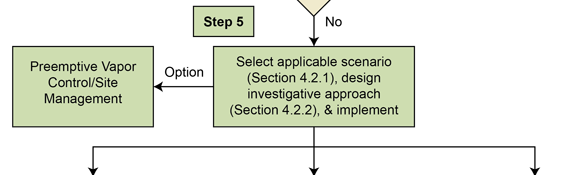 Step 5
No
Preemptive Vapor
Control/Site
Management
Option
Select applicable scenario
(Section 4.2.1), design
investigative approach
(Section 4.2.2), & implement